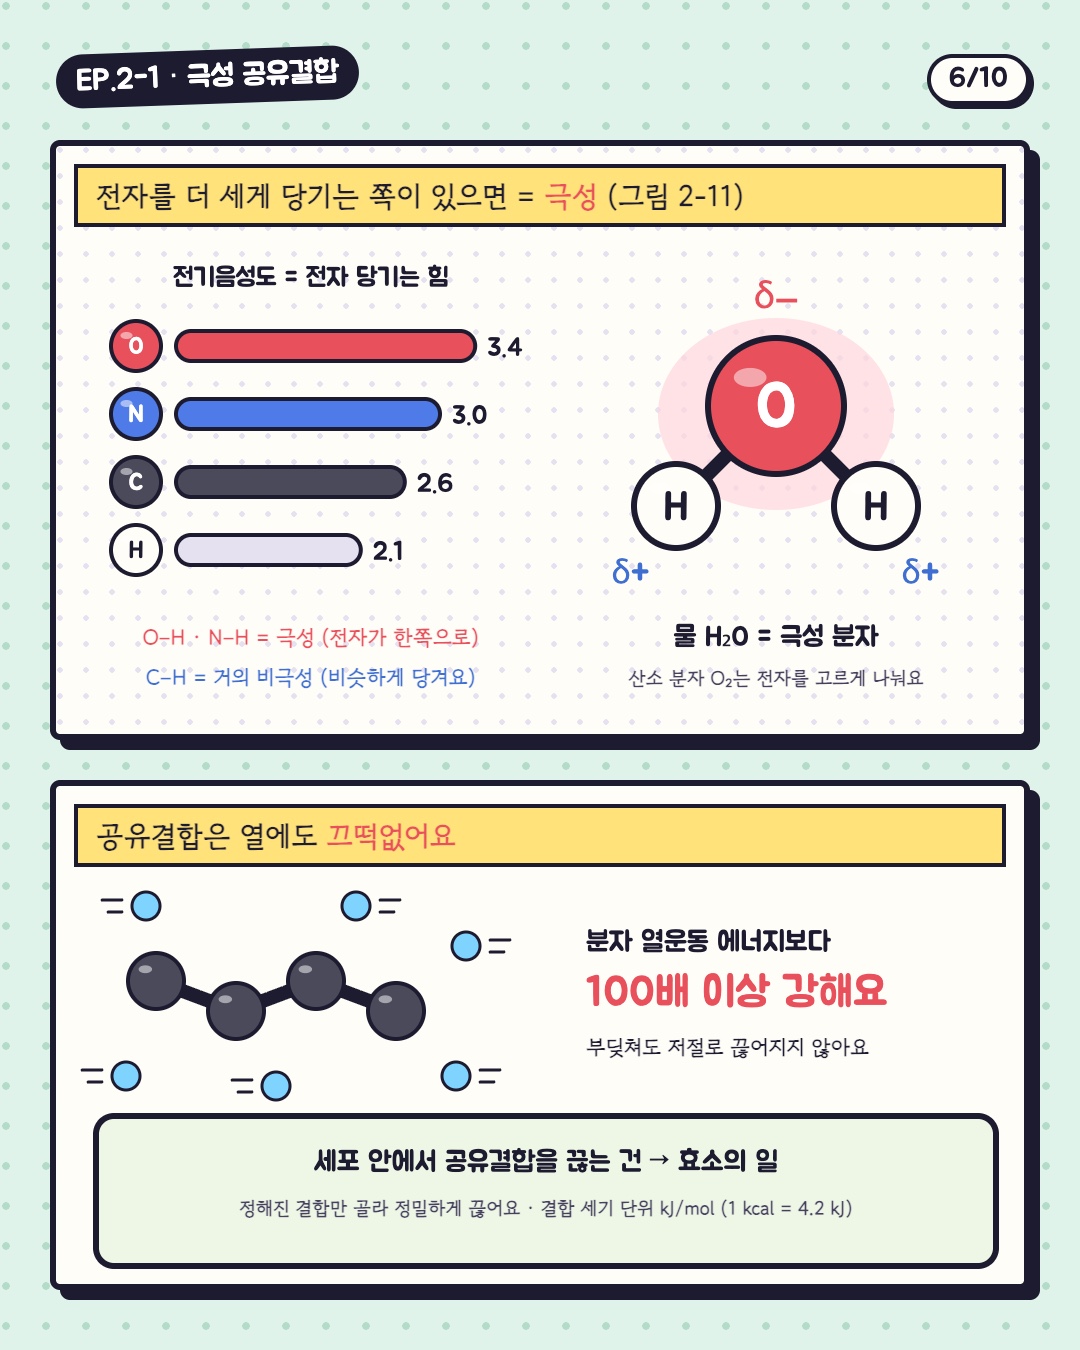 EP.2-1 · 극성 공유결합
6/10
전자를 더 세게 당기는 쪽이 있으면 = 극성 (그림 2-11)
전기음성도 = 전자 당기는 힘
O 3.4
N 3.0
C 2.6
H 2.1
O–H · N–H = 극성 (전자가 한쪽으로)
C–H = 거의 비극성 (비슷하게 당겨요)
δ–
O
H H
δ+ δ+
물 H₂O = 극성 분자
산소 분자 O₂는 전자를 고르게 나눠요
공유결합은 열에도 끄떡없어요
분자 열운동 에너지보다
100배 이상 강해요
부딪쳐도 저절로 끊어지지 않아요
세포 안에서 공유결합을 끊는 건 → 효소의 일
정해진 결합만 골라 정밀하게 끊어요 · 결합 세기 단위 kJ/mol (1 kcal = 4.2 kJ)